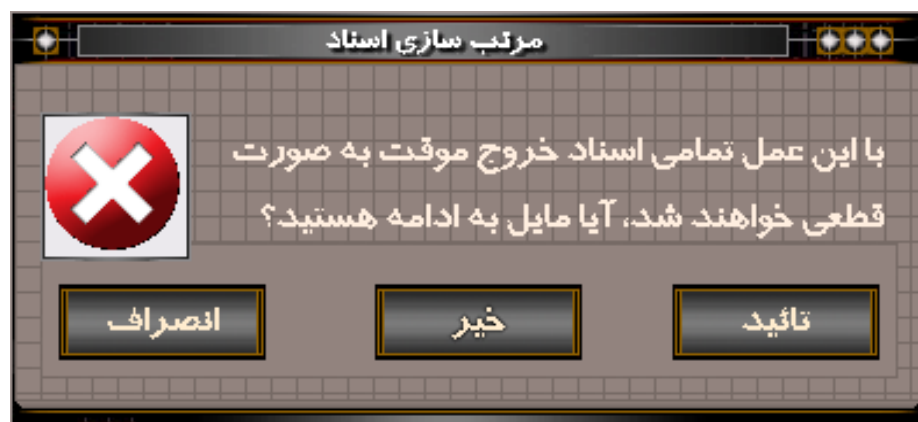 مرتب سازی اسناد
با این عمل تمامی اسناد خروج موقت به صورت
قطعی خواهند شد، آیا مایل به ادامه هستید؟
تائید
خیر
انصراف